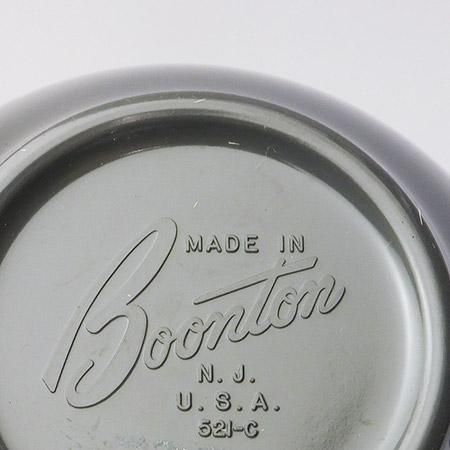 MADE IN
Boonton
N. J.
U. S. A.
521-C